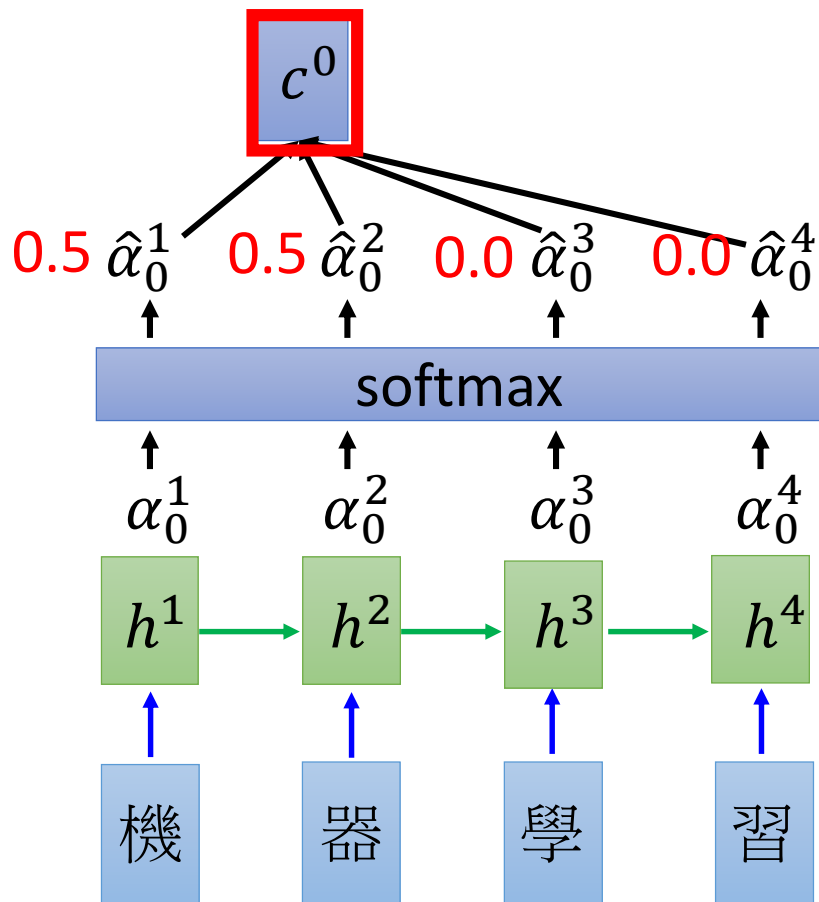 c⁰
0.5 α̂₀¹ 0.5 α̂₀² 0.0 α̂₀³ 0.0 α̂₀⁴
softmax
α₀¹ α₀² α₀³ α₀⁴
h¹ h² h³ h⁴
機 器 學 習